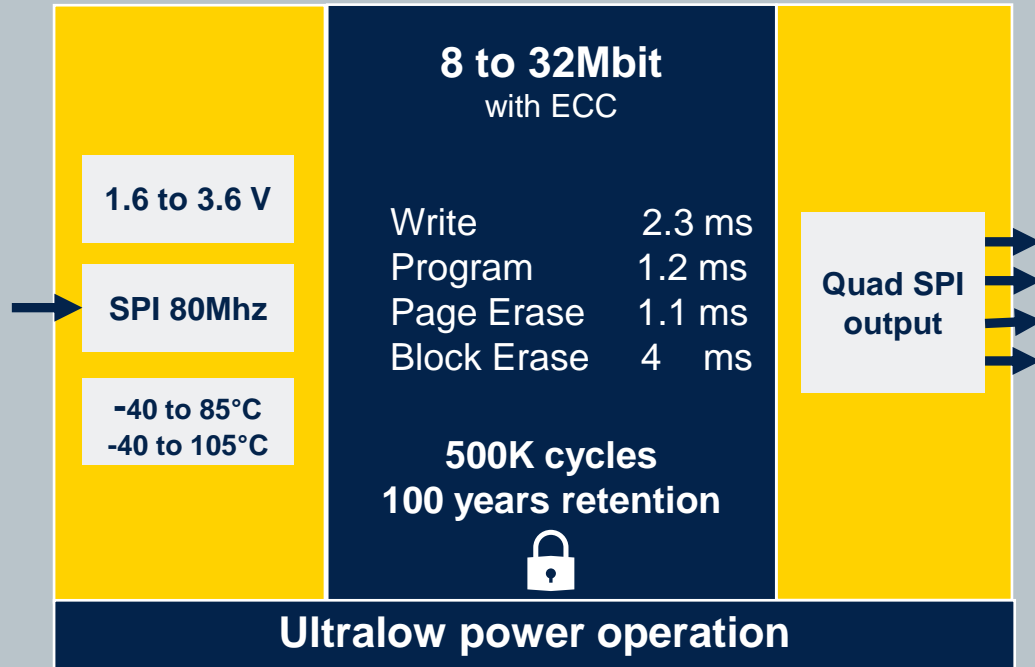 8 to 32Mbit
with ECC
1.6 to 3.6 V
SPI 80Mhz
-40 to 85°C
-40 to 105°C
Write 2.3 ms
Program 1.2 ms
Page Erase 1.1 ms
Block Erase 4 ms
500K cycles
100 years retention
Quad SPI
output
Ultralow power operation